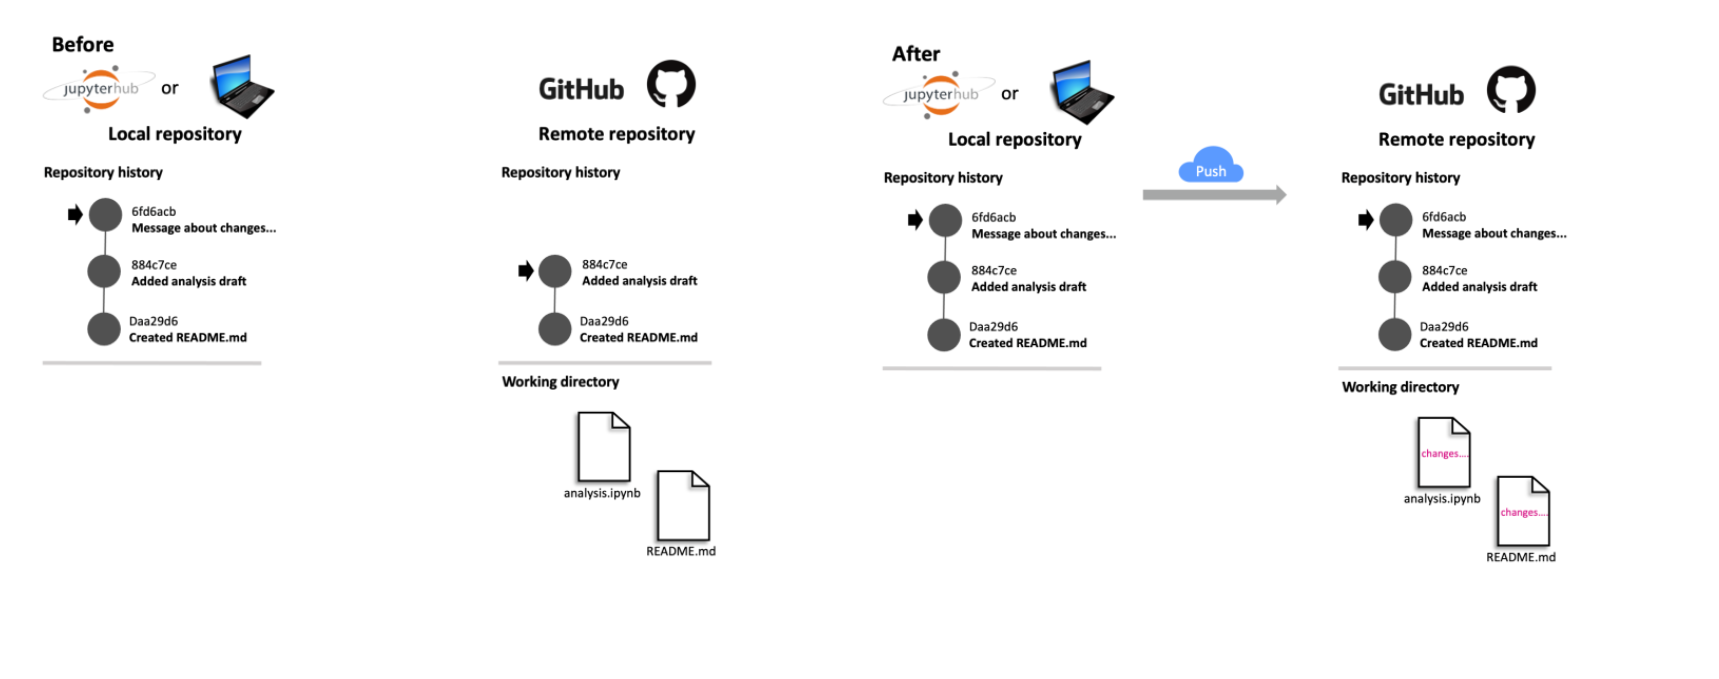 Before
jupyterhub
or
GitHub
Local repository
Remote repository
Repository history
Repository history
6fd6acb
Message about changes...
884c7ce
Added analysis draft
884c7ce
Added analysis draft
Daa29d6
Created README.md
Daa29d6
Created README.md
Working directory
analysis.ipynb
README.md
After
jupyterhub
or
GitHub
Local repository
Remote repository
Push
Repository history
Repository history
6fd6acb
Message about changes...
6fd6acb
Message about changes...
884c7ce
Added analysis draft
884c7ce
Added analysis draft
Daa29d6
Created README.md
Daa29d6
Created README.md
Working directory
changes....
analysis.ipynb
changes....
README.md